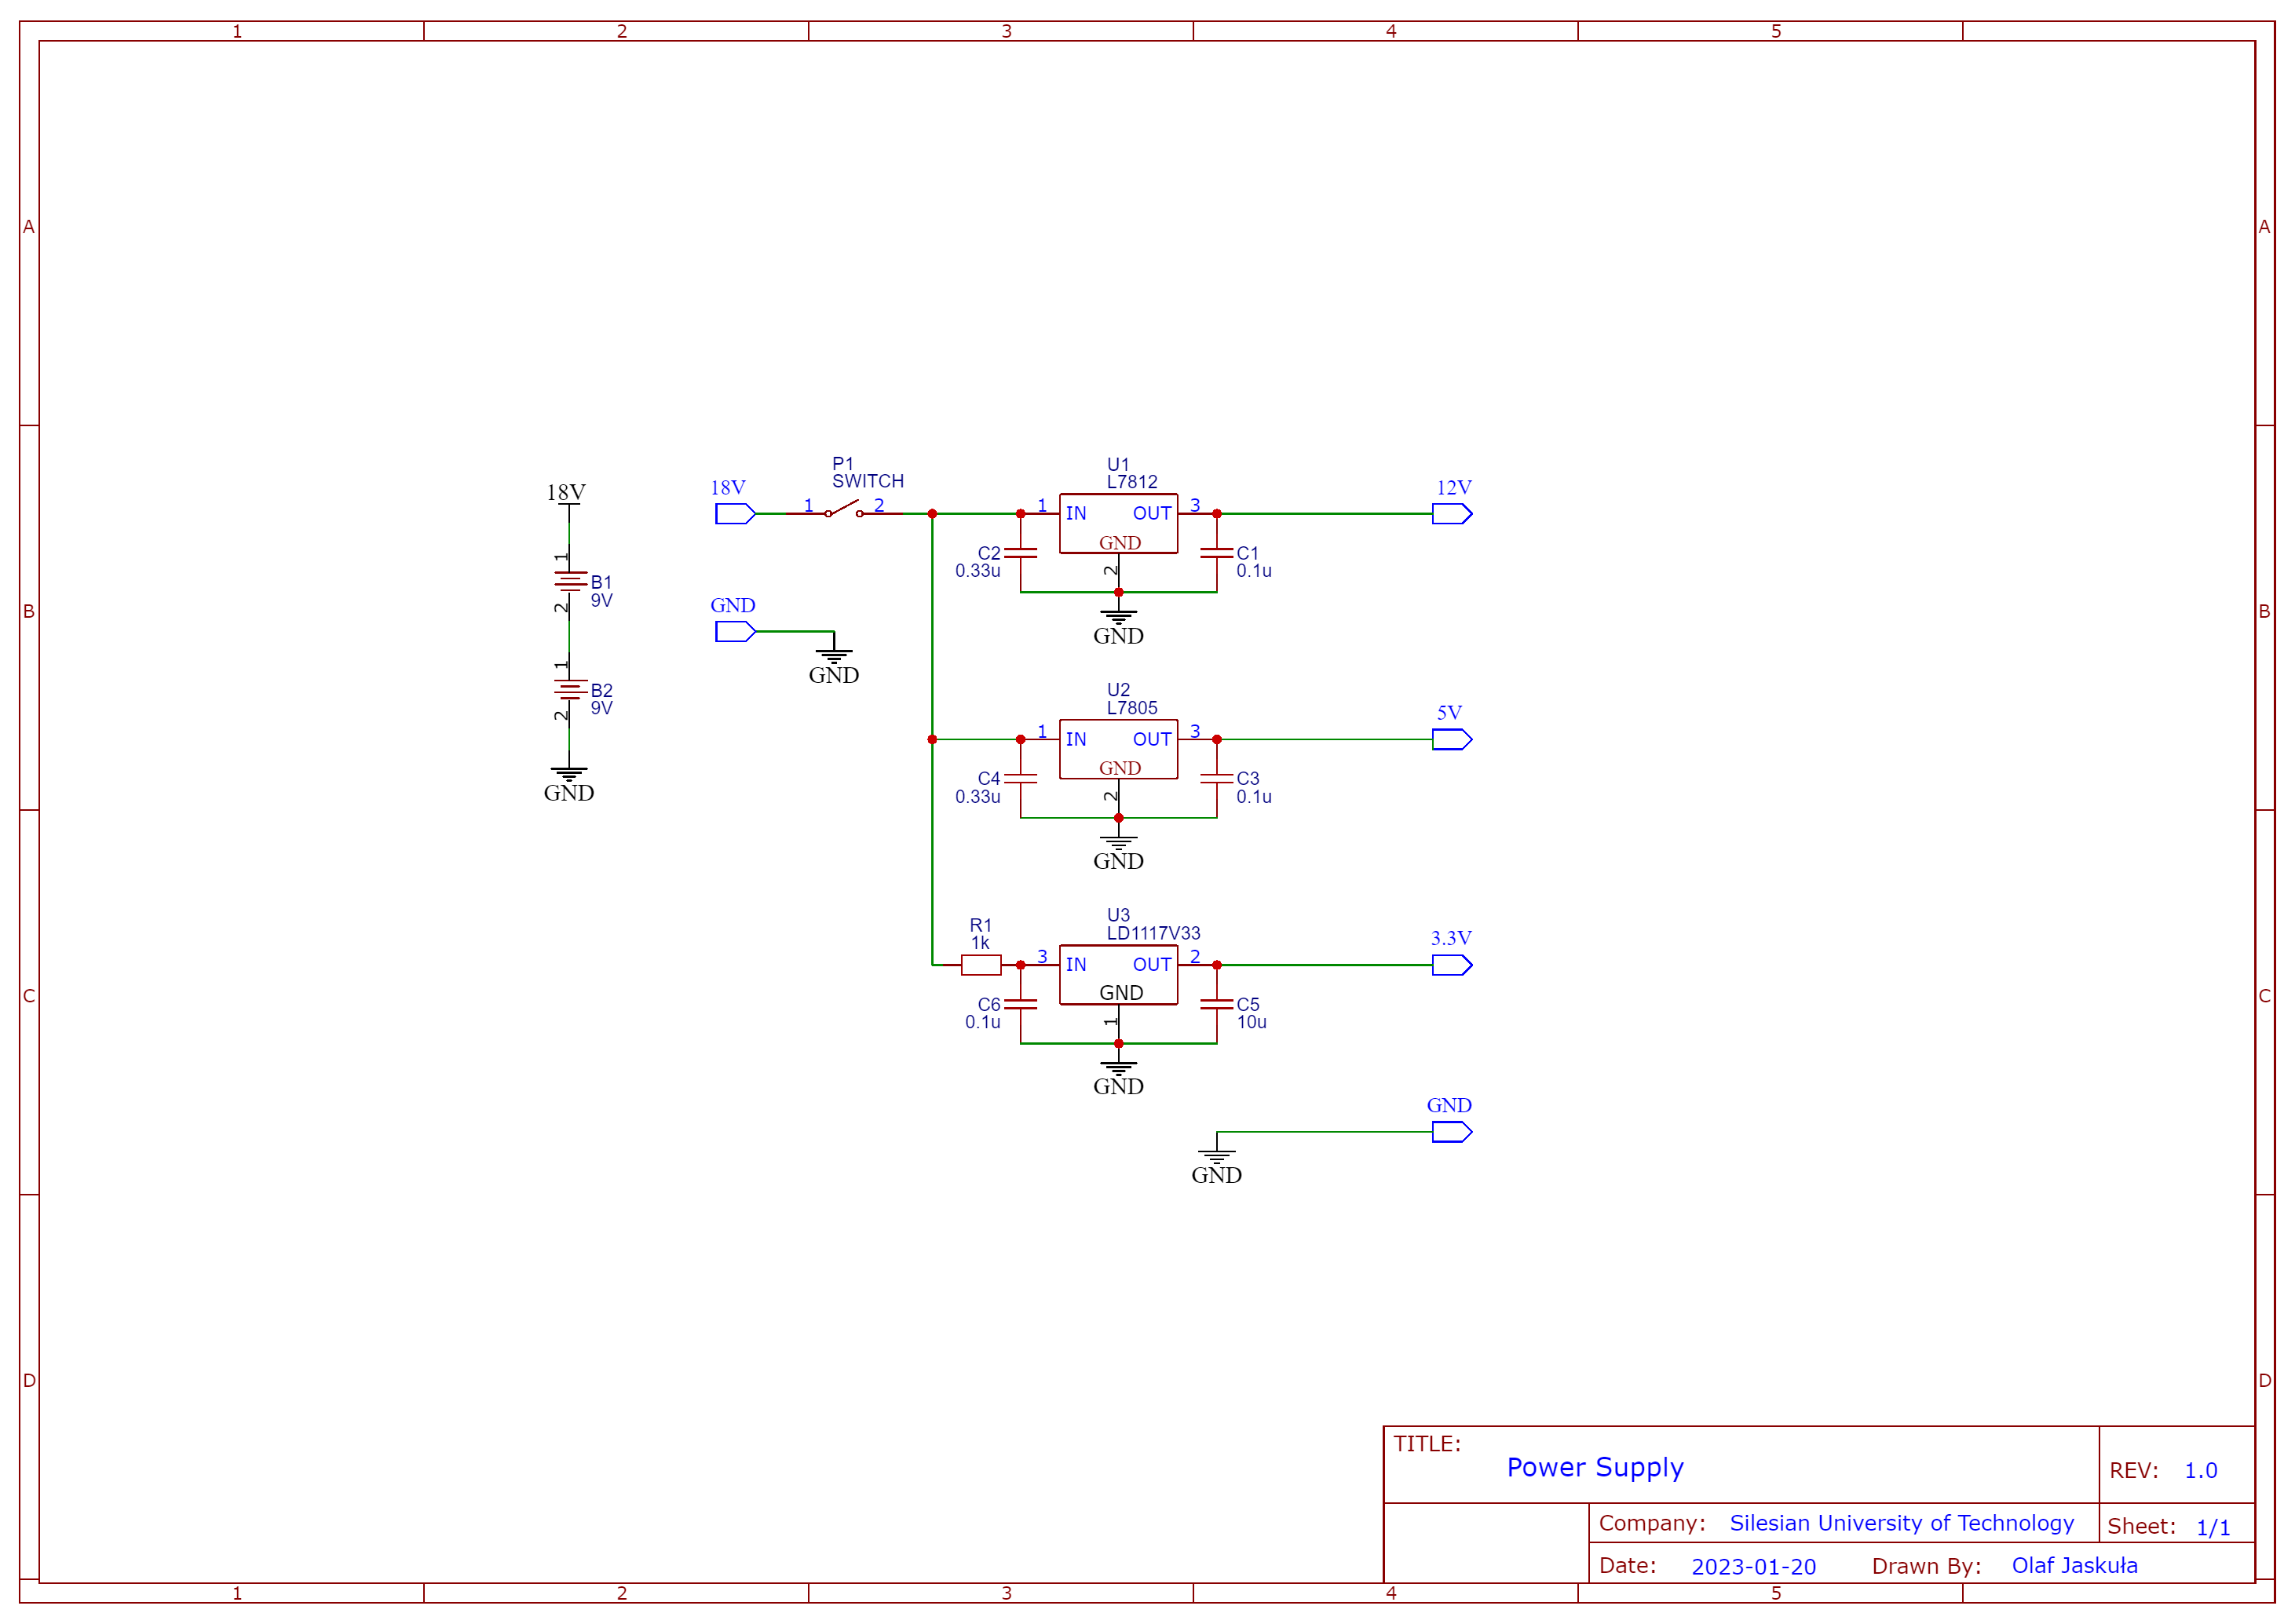 1 2 3 4 5
A A
P1
SWITCH
U1
L7812
18V
18V
1 2
1 IN OUT 3
12V
GND
C2
0.33u
2
C1
0.1u
GND
1
B1
9V
2
GND
GND
1
B2
9V
2
GND
B B
U2
L7805
1 IN OUT 3
5V
GND
C4
0.33u
2
C3
0.1u
GND
R1
1k
U3
LD1117V33
3 IN OUT 2
3.3V
GND
C6
0.1u
1
C5
10u
GND
C C
GND
GND
D D
TITLE:
Power Supply
REV: 1.0
Company: Silesian University of Technology
Sheet: 1/1
Date: 2023-01-20 Drawn By: Olaf Jaskuła
1 2 3 4 5